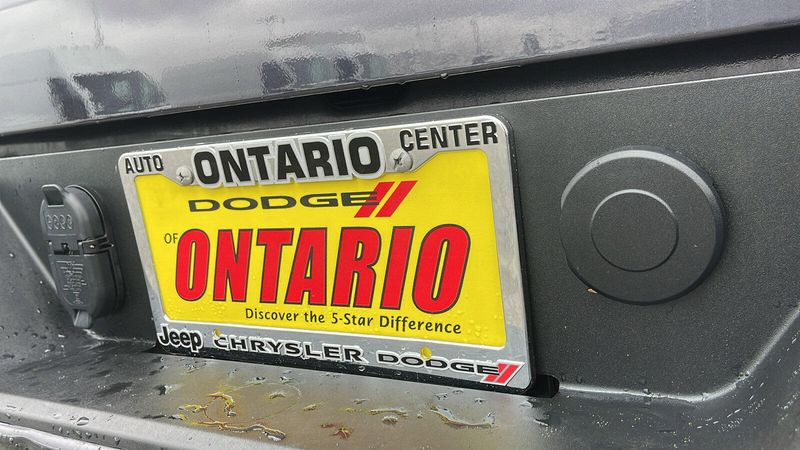 AUTO ONTARIO CENTER
DODGE
OF ONTARIO
Discover the 5-Star Difference
Jeep CHRYSLER DODGE